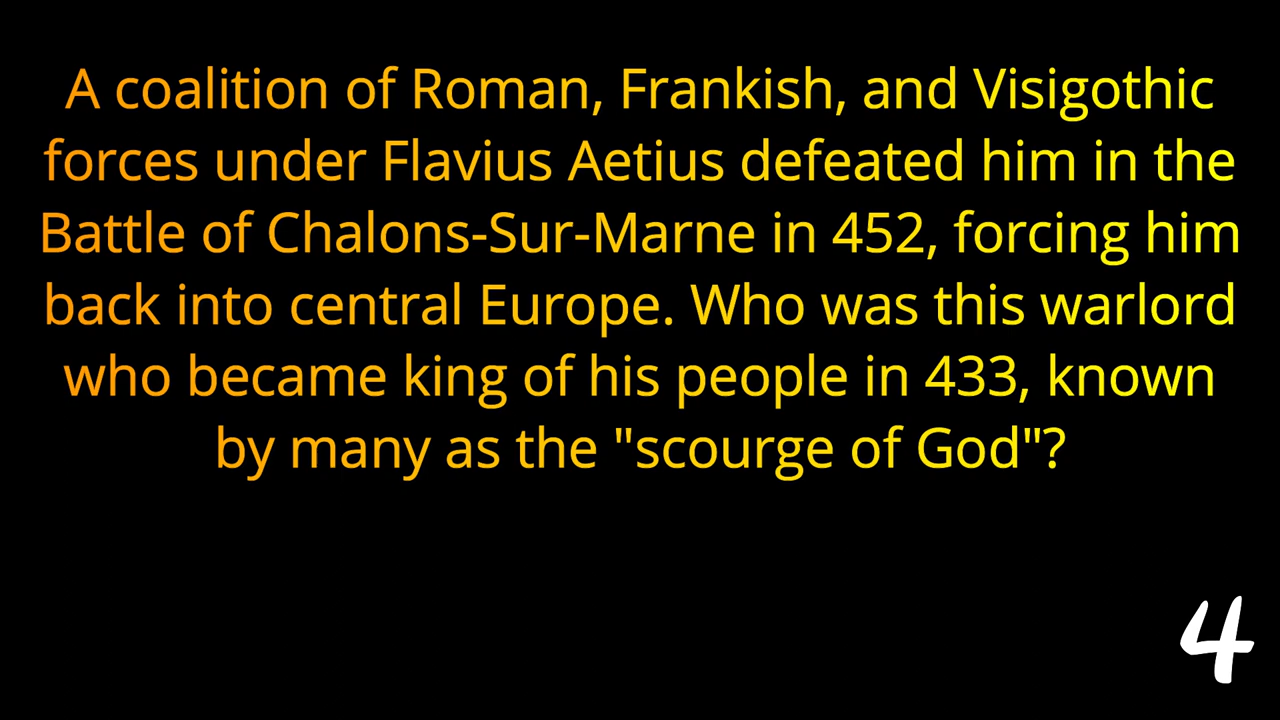 A coalition of Roman, Frankish, and Visigothic
forces under Flavius Aetius defeated him in the
Battle of Chalons-Sur-Marne in 452, forcing him
back into central Europe. Who was this warlord
who became king of his people in 433, known
by many as the "scourge of God"?
4